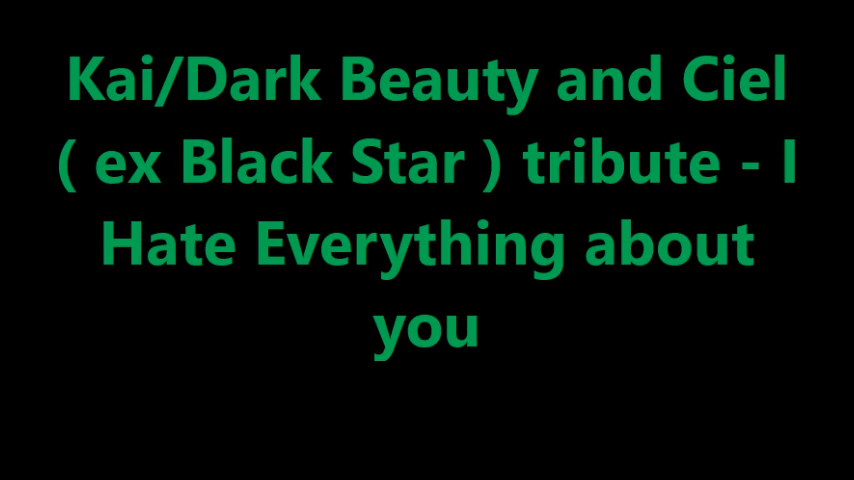 Kai/Dark Beauty and Ciel
( ex Black Star ) tribute - I
Hate Everything about
you